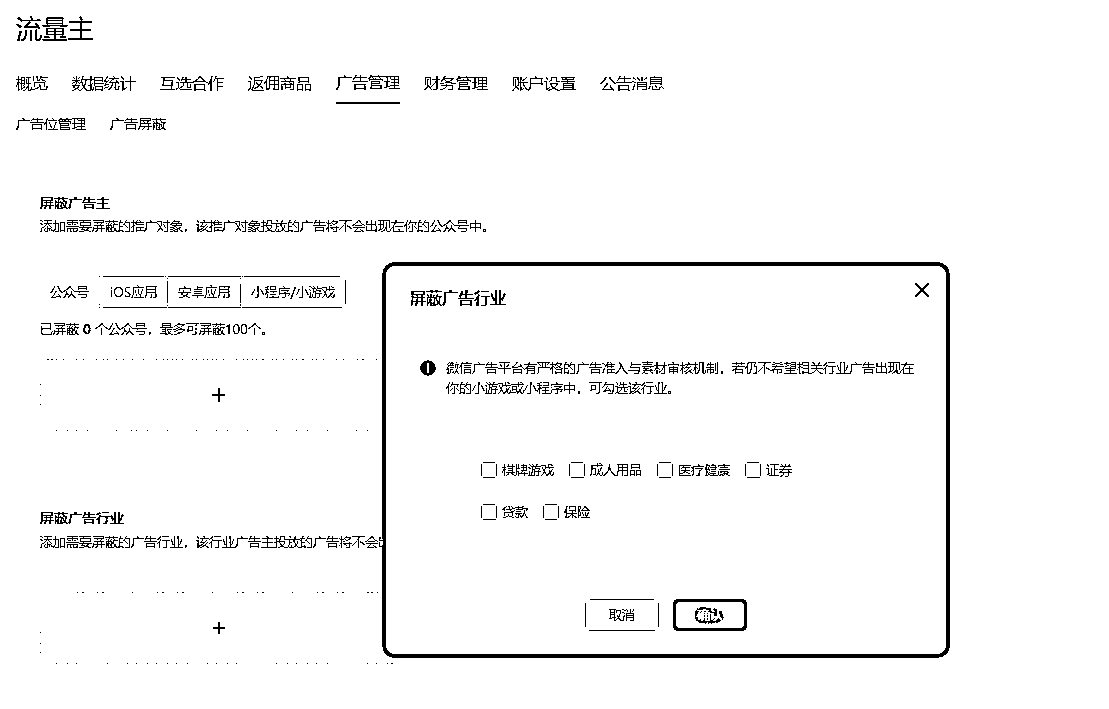 流量主
概览 数据统计 互选合作 返佣商品 广告管理 财务管理 账户设置 公告消息
广告位管理 广告屏蔽
屏蔽广告主
添加需要屏蔽的推广对象，该推广对象投放的广告将不会出现在你的公众号中。
公众号 iOS应用 安卓应用 小程序/小游戏
已屏蔽 0 个公众号，最多可屏蔽100个。
+
屏蔽广告行业
添加需要屏蔽的广告行业，该行业广告主投放的广告将不会
+
屏蔽广告行业
微信广告平台有严格的广告准入与素材审核机制，若仍不希望相关行业广告出现在
你的小游戏或小程序中，可勾选该行业。
棋牌游戏 成人用品 医疗健康 证券
贷款 保险
取消 确认